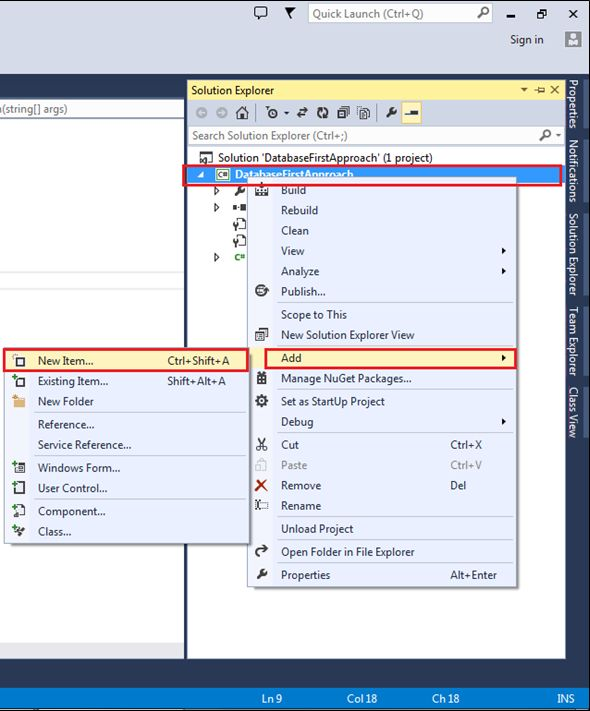 Quick Launch (Ctrl+Q)
Sign in
(string[] args)
Solution Explorer
Search Solution Explorer (Ctrl+;)
Solution 'DatabaseFirstApproach' (1 project)
C#
DatabaseFirstApproach
C#
Build
Rebuild
Clean
View
Analyze
Publish...
Scope to This
New Solution Explorer View
Add
Manage NuGet Packages...
Set as StartUp Project
Debug
Cut Ctrl+X
Paste Ctrl+V
Remove Del
Rename
Unload Project
Open Folder in File Explorer
Properties Alt+Enter
New Item... Ctrl+Shift+A
Existing Item... Shift+Alt+A
New Folder
Reference...
Service Reference...
Windows Form...
User Control...
Component...
Class...
Properties
Notifications
Solution Explorer
Team Explorer
Class View
Ln 9 Col 18 Ch 18 INS